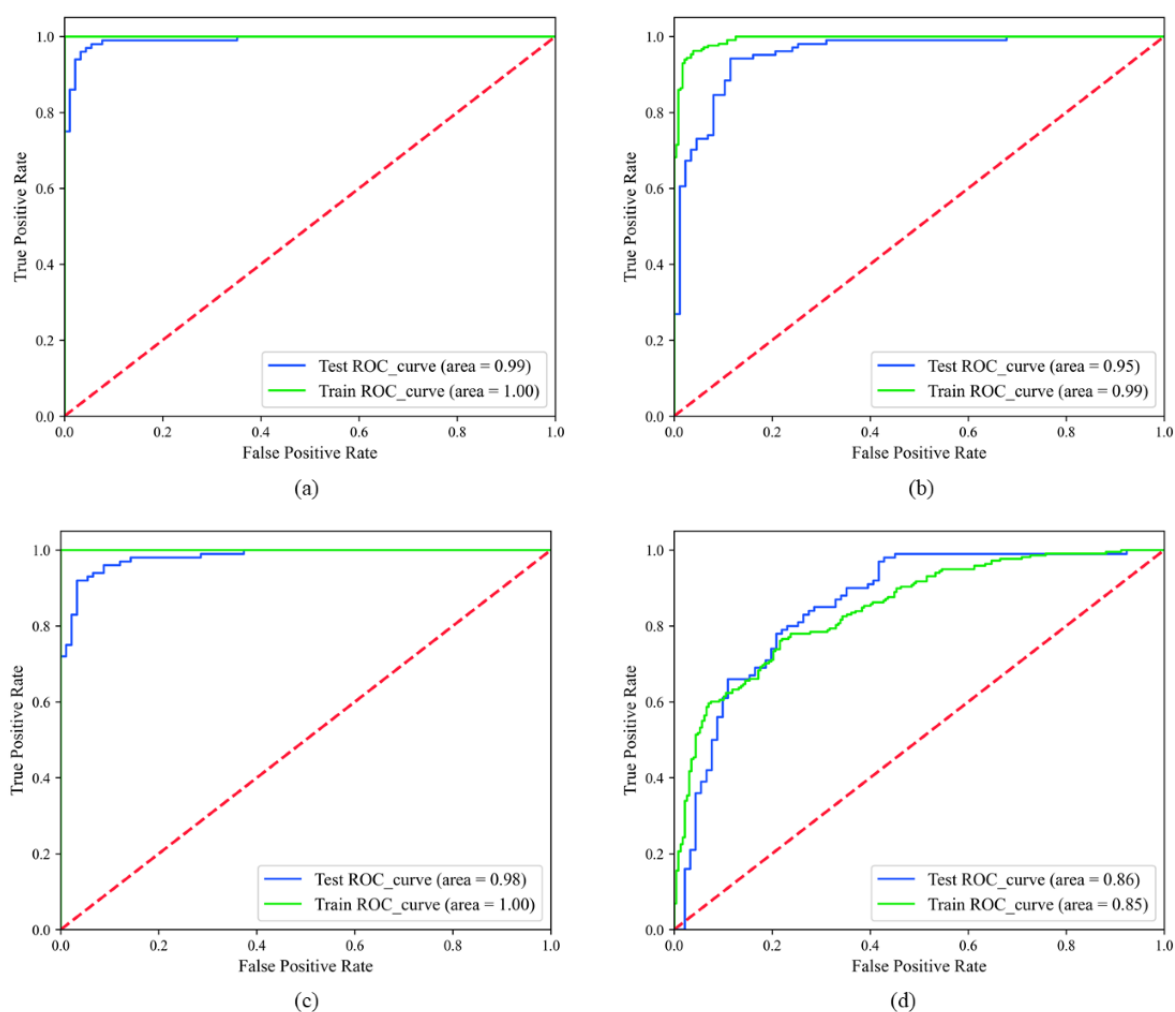 1.0
0.8
0.6
0.4
0.2
0.0
True Positive Rate
Test ROC_curve (area = 0.99)
Train ROC_curve (area = 1.00)
0.0 0.2 0.4 0.6 0.8 1.0
False Positive Rate
(a)
1.0
0.8
0.6
0.4
0.2
0.0
True Positive Rate
Test ROC_curve (area = 0.95)
Train ROC_curve (area = 0.99)
0.0 0.2 0.4 0.6 0.8 1.0
False Positive Rate
(b)
1.0
0.8
0.6
0.4
0.2
0.0
True Positive Rate
Test ROC_curve (area = 0.98)
Train ROC_curve (area = 1.00)
0.0 0.2 0.4 0.6 0.8 1.0
False Positive Rate
(c)
1.0
0.8
0.6
0.4
0.2
0.0
True Positive Rate
Test ROC_curve (area = 0.86)
Train ROC_curve (area = 0.85)
0.0 0.2 0.4 0.6 0.8 1.0
False Positive Rate
(d)